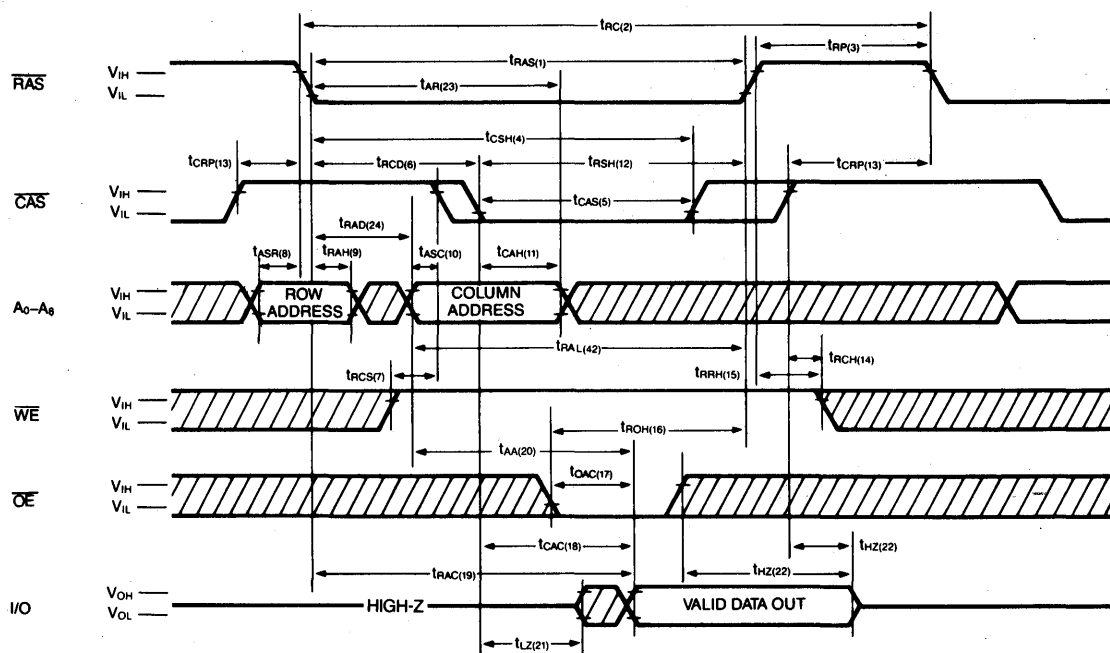 tRC(2)
tRP(3)
tRAS(1)
RAS
VIH
VIL
tAR(23)
tCSH(4)
tCRP(13)
tRCD(6)
tRSH(12)
tCRP(13)
CAS
VIH
VIL
tCAS(5)
tRAD(24)
tASR(8)
tRAH(9)
tASC(10)
tCAH(11)
A0–A8
VIH
VIL
ROW ADDRESS
COLUMN ADDRESS
tRAL(42)
tRCH(14)
tRCS(7)
tRRH(15)
WE
VIH
VIL
tROH(16)
tAA(20)
tOAC(17)
OE
VIH
VIL
tCAC(18)
tHZ(22)
tRAC(19)
tHZ(22)
I/O
VOH
VOL
HIGH-Z
VALID DATA OUT
tLZ(21)